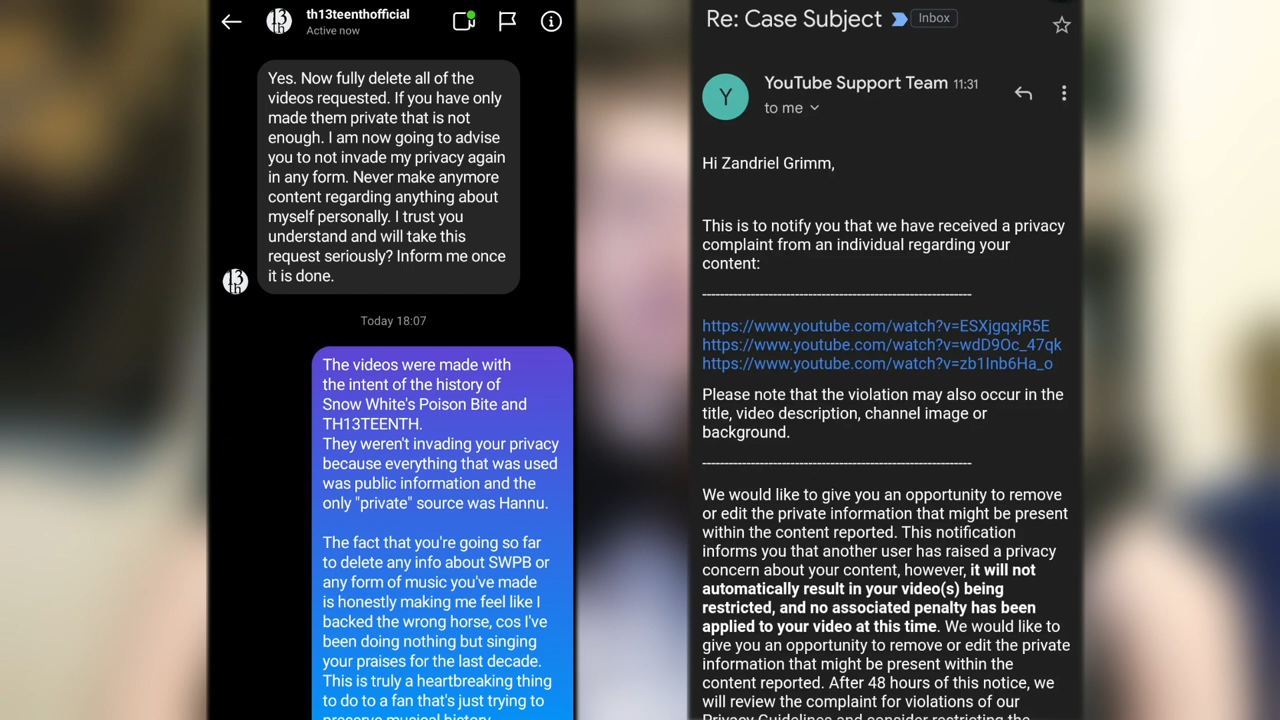 th13teenthofficial
Active now
Yes. Now fully delete all of the
videos requested. If you have only
made them private that is not
enough. I am now going to advise
you to not invade my privacy again
in any form. Never make anymore
content regarding anything about
myself personally. I trust you
understand and will take this
request seriously? Inform me once
it is done.
13
th
Today 18:07
The videos were made with
the intent of the history of
Snow White's Poison Bite and
TH13TEENTH.
They weren't invading your privacy
because everything that was used
was public information and the
only "private" source was Hannu.
The fact that you're going so far
to delete any info about SWPB or
any form of music you've made
is honestly making me feel like I
backed the wrong horse, cos I've
been doing nothing but singing
your praises for the last decade.
This is truly a heartbreaking thing
to do to a fan that's just trying to
preserve musical history
Re: Case Subject
Inbox
Y
YouTube Support Team 11:31
to me
Hi Zandriel Grimm,
This is to notify you that we have received a privacy
complaint from an individual regarding your
content:
https://www.youtube.com/watch?v=ESXjgqxjR5E
https://www.youtube.com/watch?v=wdD9Oc_47qk
https://www.youtube.com/watch?v=zb1Inb6Ha_o
Please note that the violation may also occur in the
title, video description, channel image or
background.
We would like to give you an opportunity to remove
or edit the private information that might be present
within the content reported. This notification
informs you that another user has raised a privacy
concern about your content, however, it will not
automatically result in your video(s) being
restricted, and no associated penalty has been
applied to your video at this time. We would like to
give you an opportunity to remove or edit the private
information that might be present within the
content reported. After 48 hours of this notice, we
will review the complaint for violations of our
Privacy Guidelines and consider restricting the